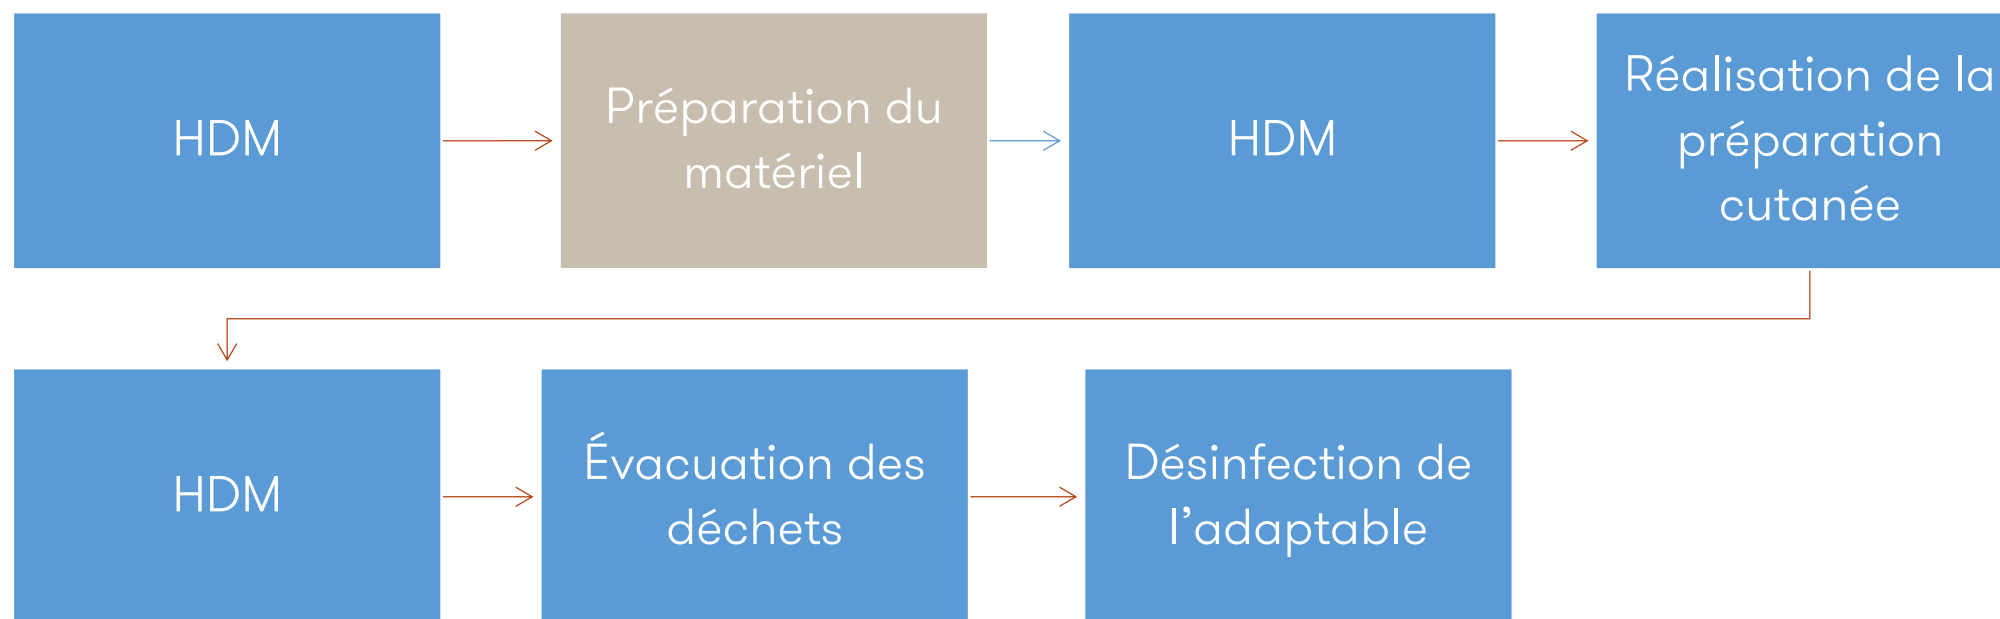 HDM
Préparation du
matériel
HDM
Réalisation de la
préparation
cutanée
HDM
Évacuation des
déchets
Désinfection de
l'adaptable